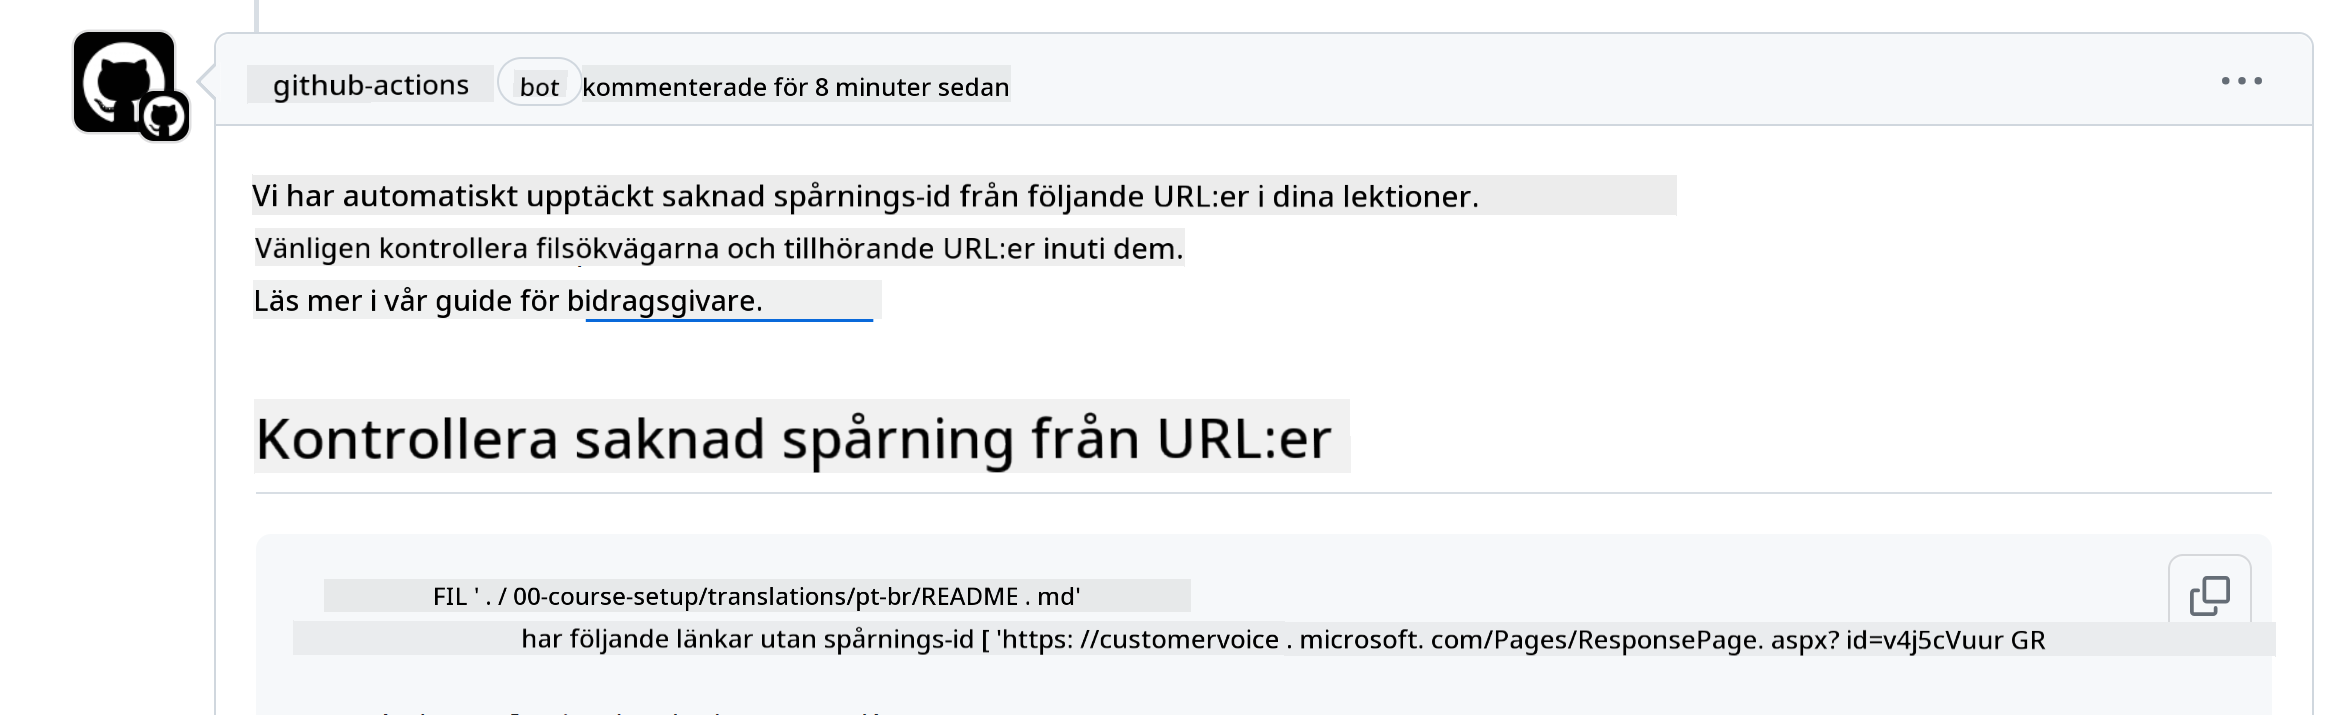 github-actions bot kommenterade för 8 minuter sedan
Vi har automatiskt upptäckt saknad spårnings-id från följande URL:er i dina lektioner.
Vänligen kontrollera filsökvägarna och tillhörande URL:er inuti dem.
Läs mer i vår guide för bidragsgivare.
Kontrollera saknad spårning från URL:er
FIL ' . / 00-course-setup/translations/pt-br/README . md'
har följande länkar utan spårnings-id [ 'https: //customervoice . microsoft. com/Pages/ResponsePage. aspx? id=v4j5cVuur GR